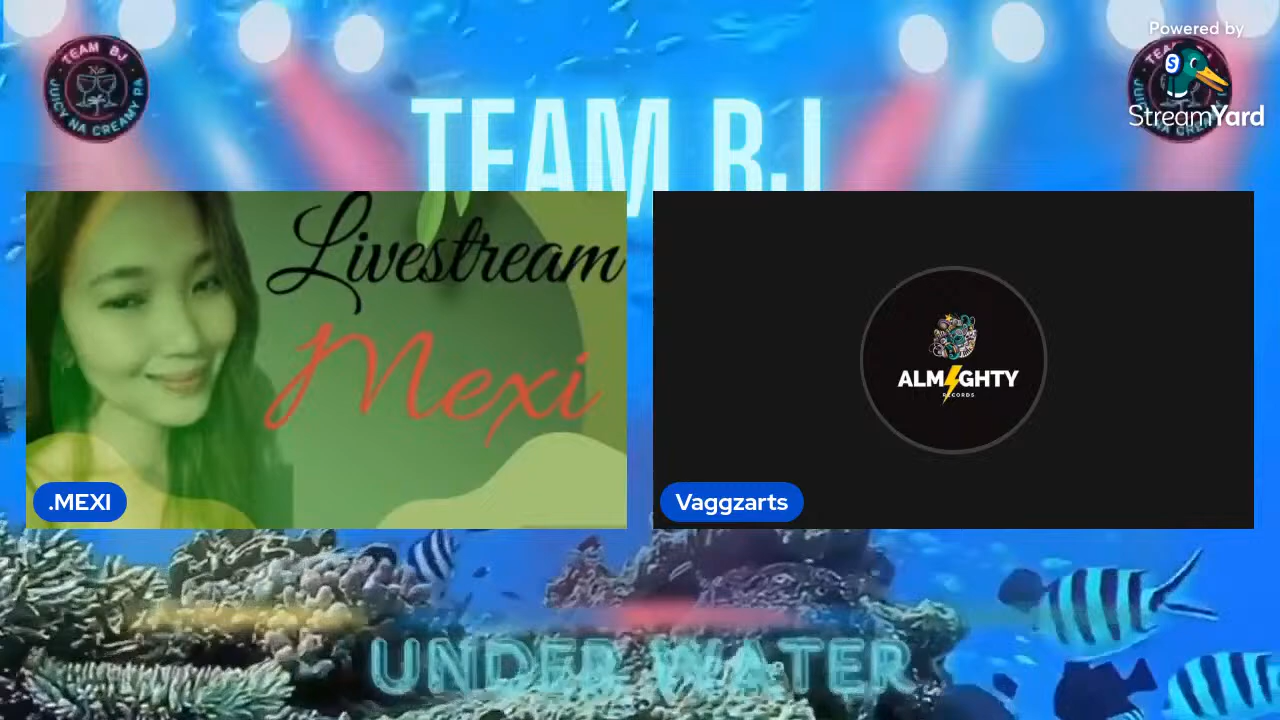 Powered by
StreamYard
TEAM BJ
JUICY NA CREAMY PA
TEAM BJ
Livestream
Mexi
ALMIGHTY
RECORDS
.MEXI
Vaggzarts
UNDER WATER